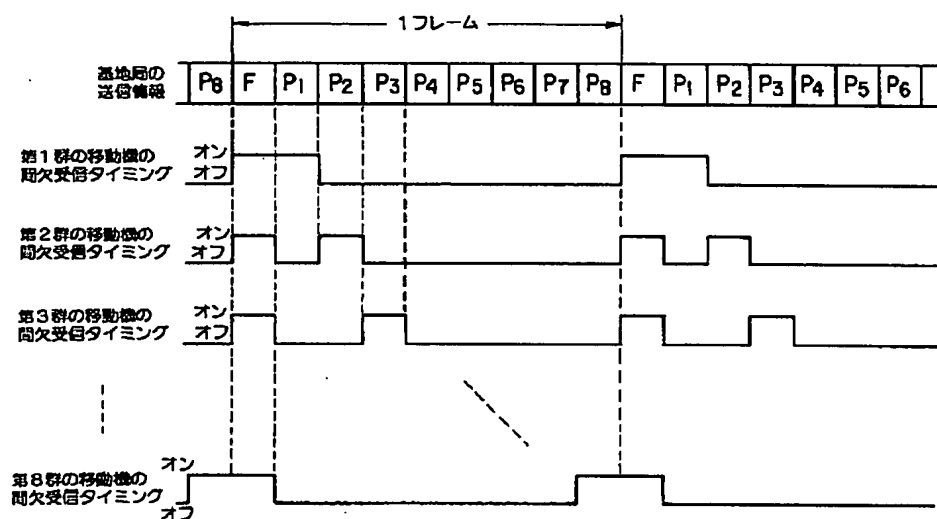 1フレーム
基地局の
送信情報
P8 F P1 P2 P3 P4 P5 P6 P7 P8 F P1 P2 P3 P4 P5 P6
第1群の移動機の
間欠受信タイミング
オン
オフ
第2群の移動機の
間欠受信タイミング
オン
オフ
第3群の移動機の
間欠受信タイミング
オン
オフ
第8群の移動機の
間欠受信タイミング
オン
オフ